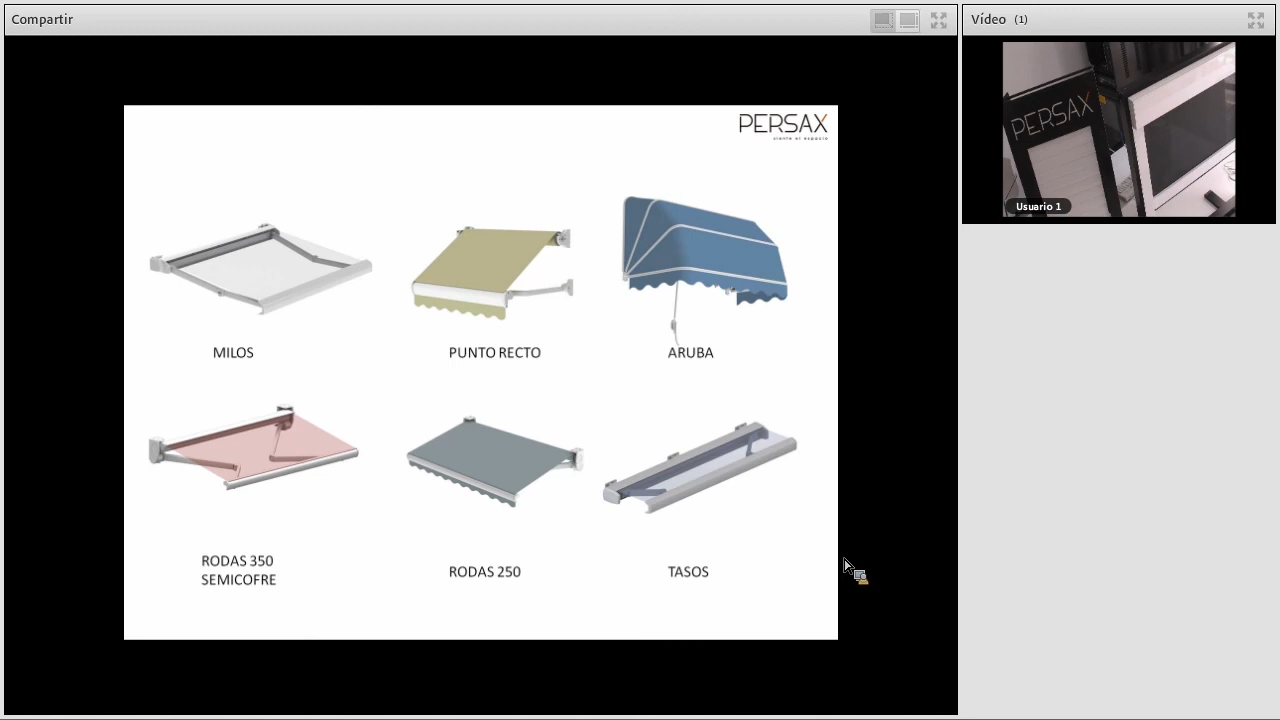 Compartir
Vídeo (1)
PERSAX
Usuario 1
PERSAX
MILOS
PUNTO RECTO
ARUBA
RODAS 350
SEMICOFRE
RODAS 250
TASOS